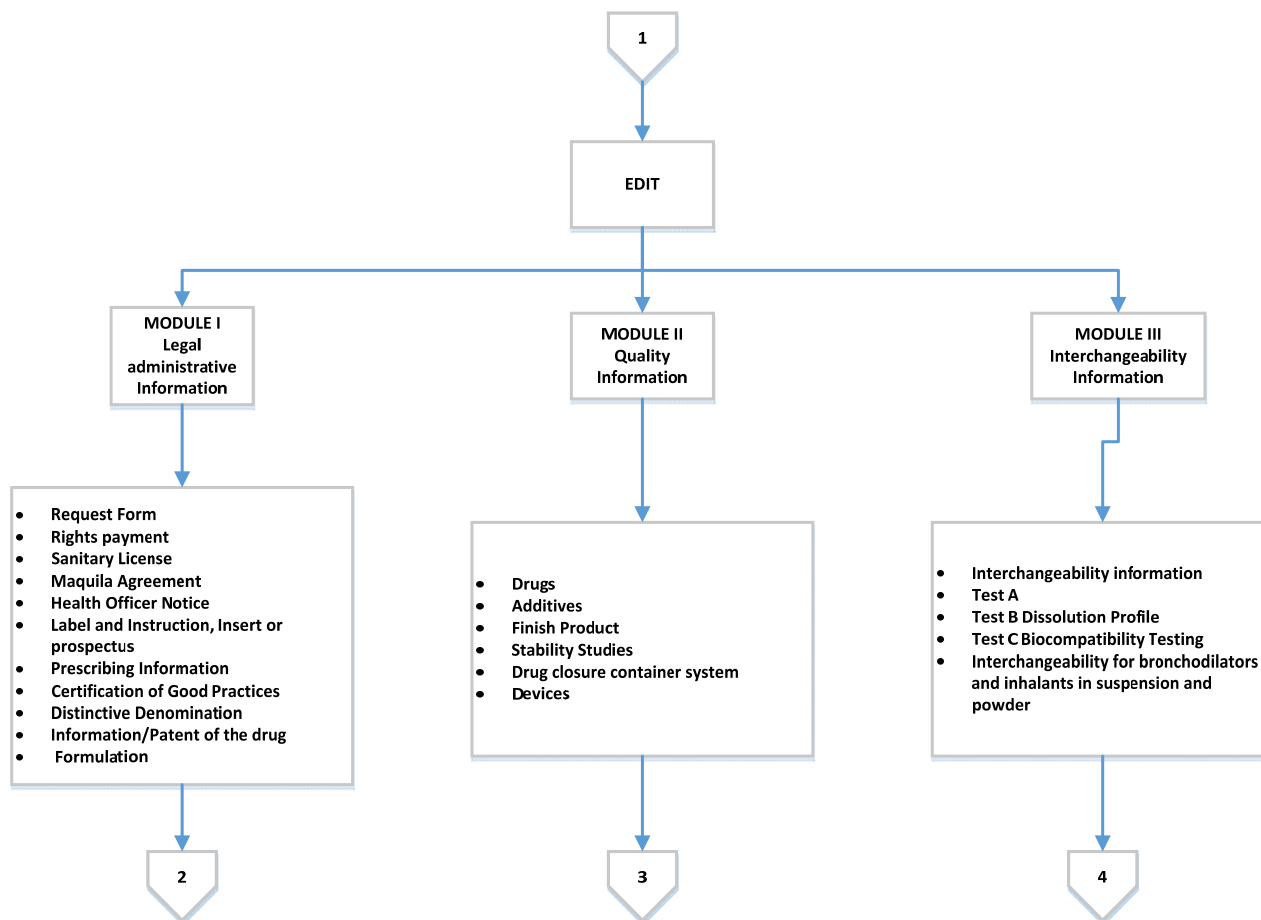 1
EDIT
MODULE I
Legal
administrative
Information
MODULE II
Quality
Information
MODULE III
Interchangeability
Information
• Request Form
• Rights payment
• Sanitary License
• Maquila Agreement
• Health Officer Notice
• Label and Instruction, Insert or
prospectus
• Prescribing Information
• Certification of Good Practices
• Distinctive Denomination
• Information/Patent of the drug
• Formulation
• Drugs
• Additives
• Finish Product
• Stability Studies
• Drug closure container system
• Devices
• Interchangeability information
• Test A
• Test B Dissolution Profile
• Test C Biocompatibility Testing
• Interchangeability for bronchodilators
and inhalants in suspension and
powder
2
3
4